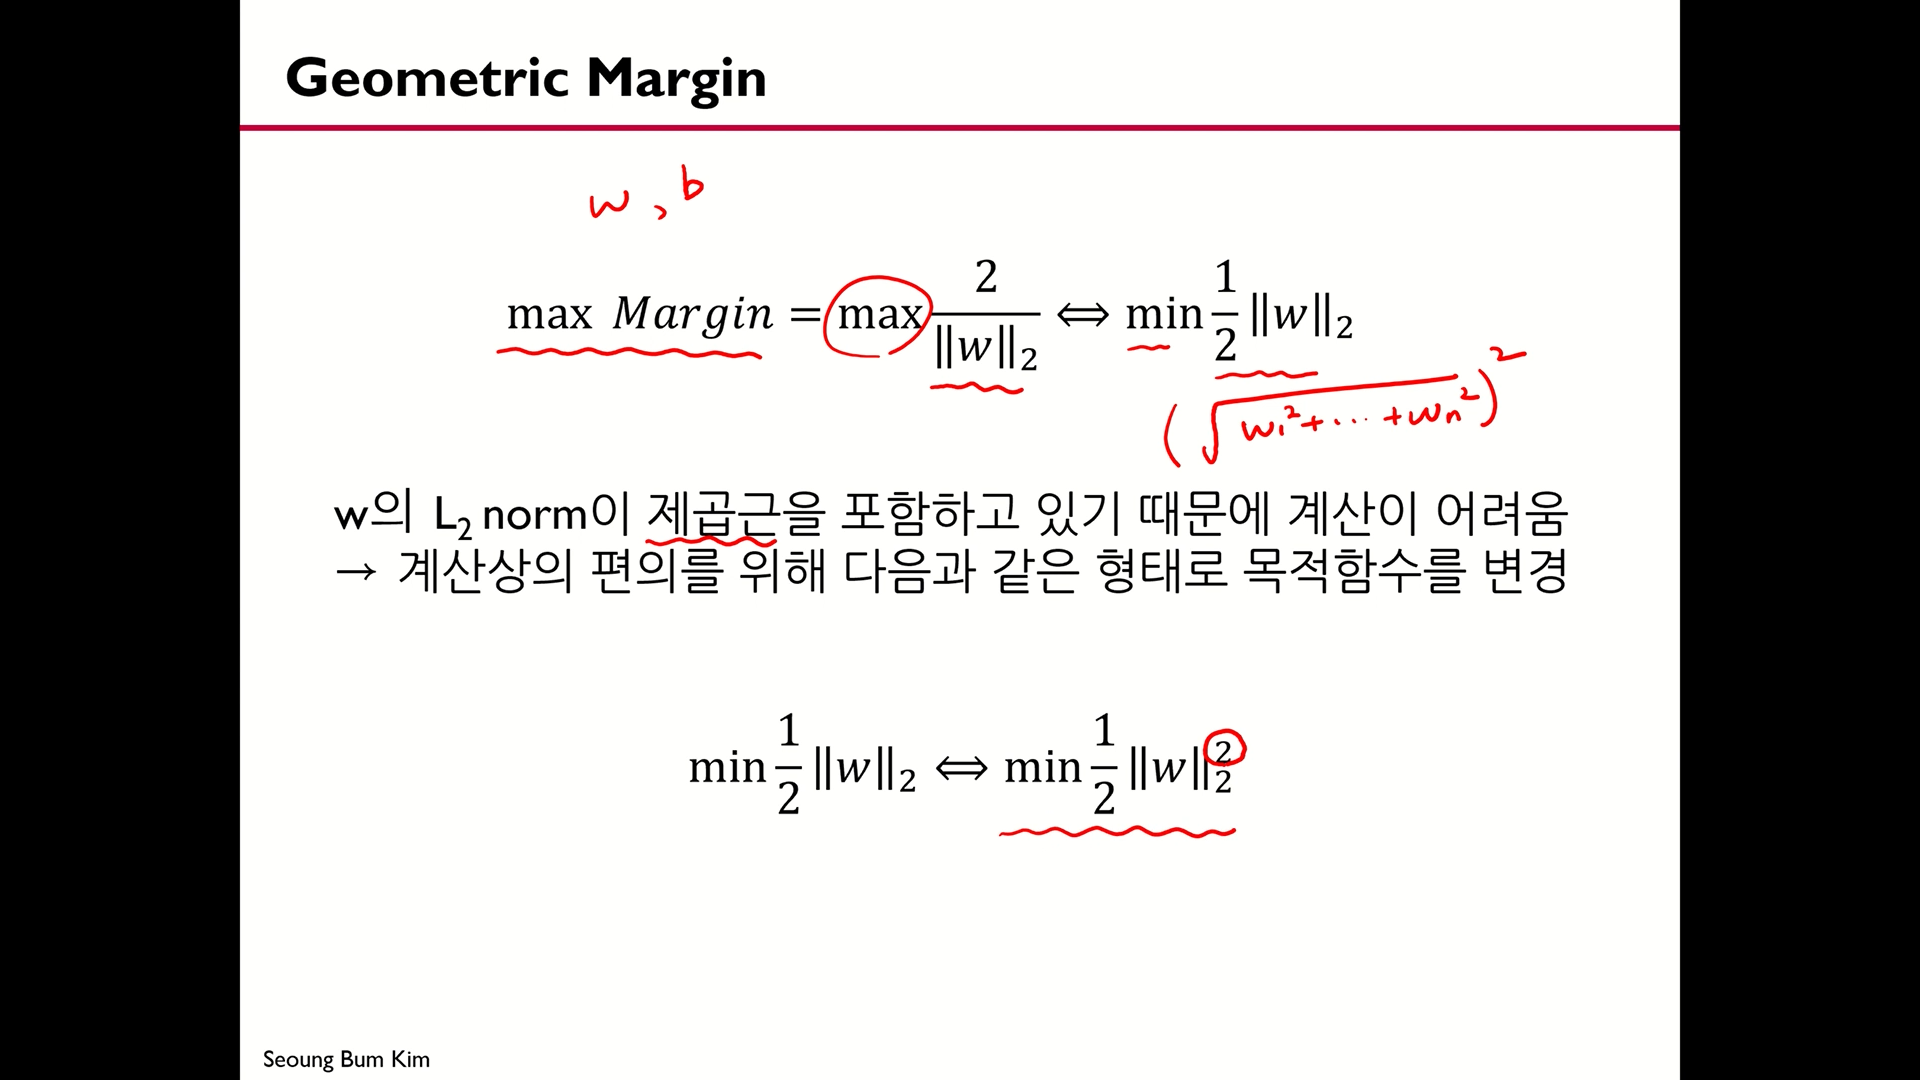 Geometric Margin
w, b
max Margin = max 2/‖w‖₂ ⟺ min 1/2 ‖w‖₂
(√w₁² + ⋯ + wₙ²)²
w의 L₂ norm이 제곱근을 포함하고 있기 때문에 계산이 어려움
→ 계산상의 편의를 위해 다음과 같은 형태로 목적함수를 변경
min 1/2 ‖w‖₂ ⟺ min 1/2 ‖w‖₂²
Seoung Bum Kim